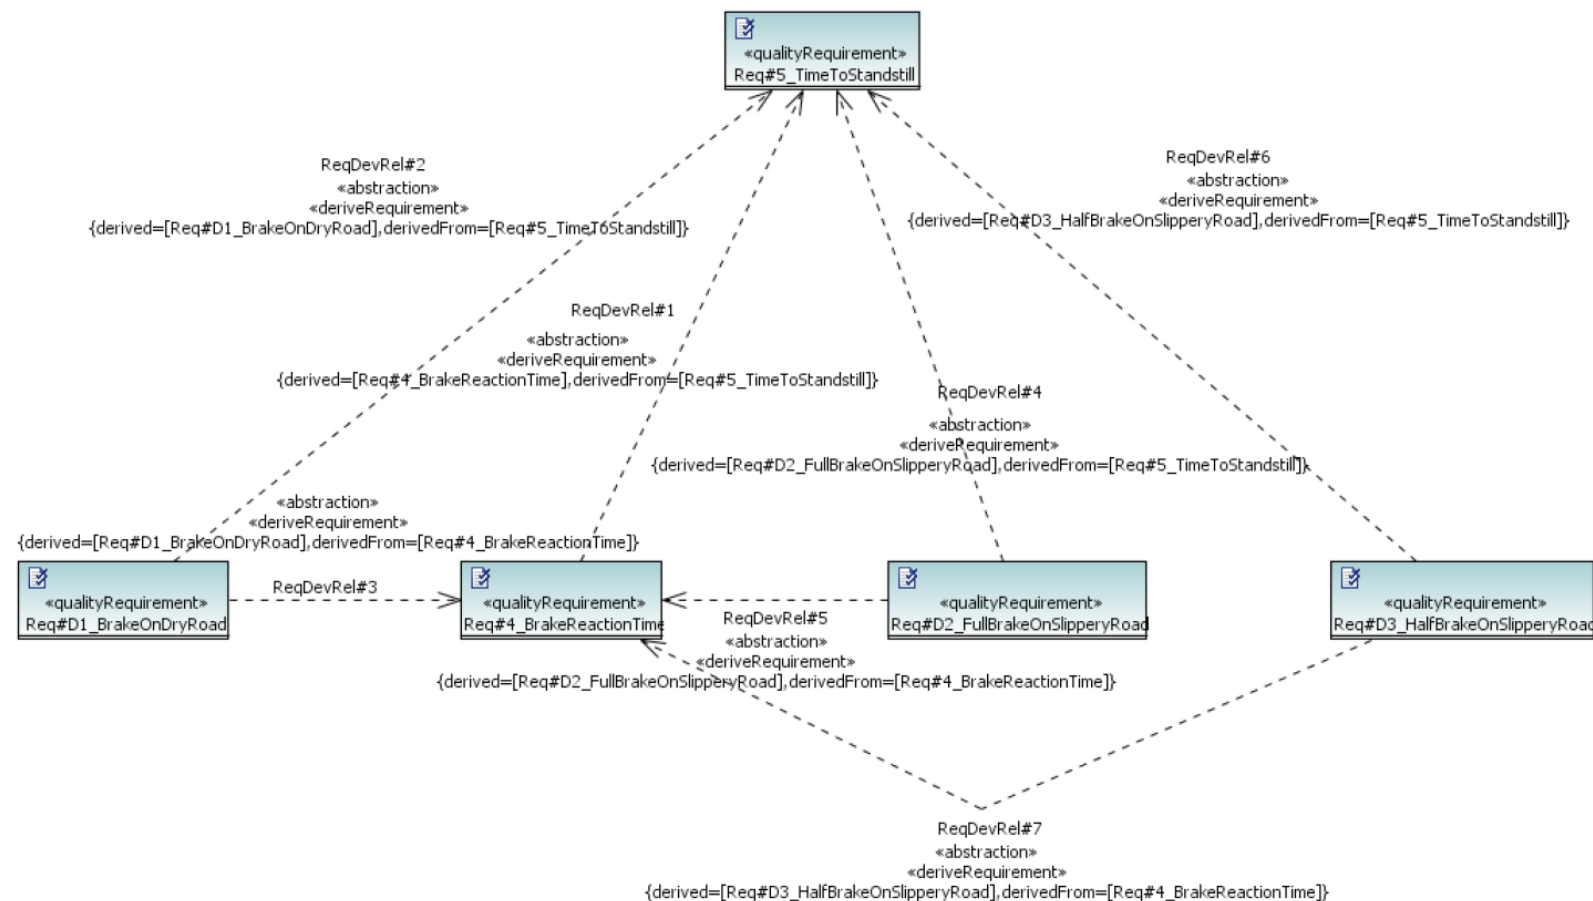 «qualityRequirement»
Req#5_TimeToStandstill
ReqDevRel#2
«abstraction»
«deriveRequirement»
{derived=[Req#D1_BrakeOnDryRoad],derivedFrom=[Req#5_TimeToStandstill]}
ReqDevRel#6
«abstraction»
«deriveRequirement»
{derived=[Req#D3_HalfBrakeOnSlipperyRoad],derivedFrom=[Req#5_TimeToStandstill]}
ReqDevRel#1
«abstraction»
«deriveRequirement»
{derived=[Req#4_BrakeReactionTime],derivedFrom=[Req#5_TimeToStandstill]}
ReqDevRel#4
«abstraction»
«deriveRequirement»
{derived=[Req#D2_FullBrakeOnSlipperyRoad],derivedFrom=[Req#5_TimeToStandstill]}
«abstraction»
«deriveRequirement»
{derived=[Req#D1_BrakeOnDryRoad],derivedFrom=[Req#4_BrakeReactionTime]}
ReqDevRel#3
«qualityRequirement»
Req#D1_BrakeOnDryRoad
«qualityRequirement»
Req#4_BrakeReactionTime
«qualityRequirement»
Req#D2_FullBrakeOnSlipperyRoad
«qualityRequirement»
Req#D3_HalfBrakeOnSlipperyRoad
ReqDevRel#5
«abstraction»
«deriveRequirement»
{derived=[Req#D2_FullBrakeOnSlipperyRoad],derivedFrom=[Req#4_BrakeReactionTime]}
ReqDevRel#7
«abstraction»
«deriveRequirement»
{derived=[Req#D3_HalfBrakeOnSlipperyRoad],derivedFrom=[Req#4_BrakeReactionTime]}